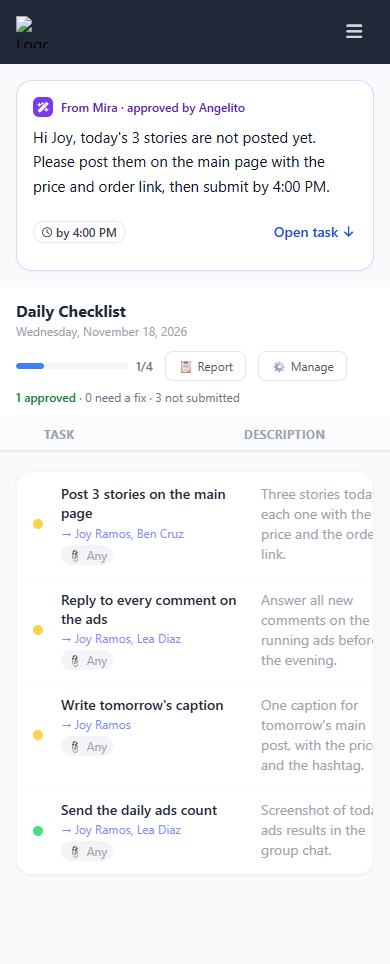 Logo
From Mira · approved by Angelito
Hi Joy, today's 3 stories are not posted yet.
Please post them on the main page with the
price and order link, then submit by 4:00 PM.
by 4:00 PM
Open task ↓
Daily Checklist
Wednesday, November 18, 2026
1/4
Report
Manage
1 approved · 0 need a fix · 3 not submitted
TASK
DESCRIPTION
Post 3 stories on the main
page
→ Joy Ramos, Ben Cruz
Any
Three stories today
each one with the
price and the order
link.
Reply to every comment on
the ads
→ Joy Ramos, Lea Diaz
Any
Answer all new
comments on the
running ads before
the evening.
Write tomorrow's caption
→ Joy Ramos
Any
One caption for
tomorrow's main
post, with the price
and the hashtag.
Send the daily ads count
→ Joy Ramos, Lea Diaz
Any
Screenshot of
ads results in the
group chat.